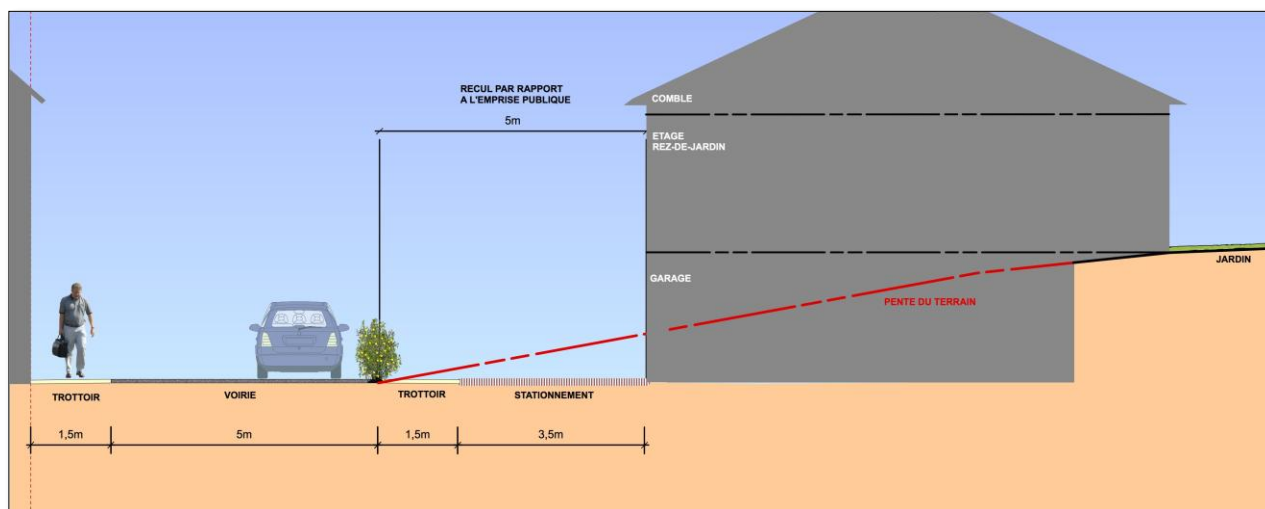 RECUL PAR RAPPORT
A L'EMPRISE PUBLIQUE
5m
COMBLE
ETAGE
REZ-DE-JARDIN
GARAGE
JARDIN
PENTE DU TERRAIN
TROTTOIR
VOIRIE
TROTTOIR
STATIONNEMENT
1,5m
5m
1,5m
3,5m